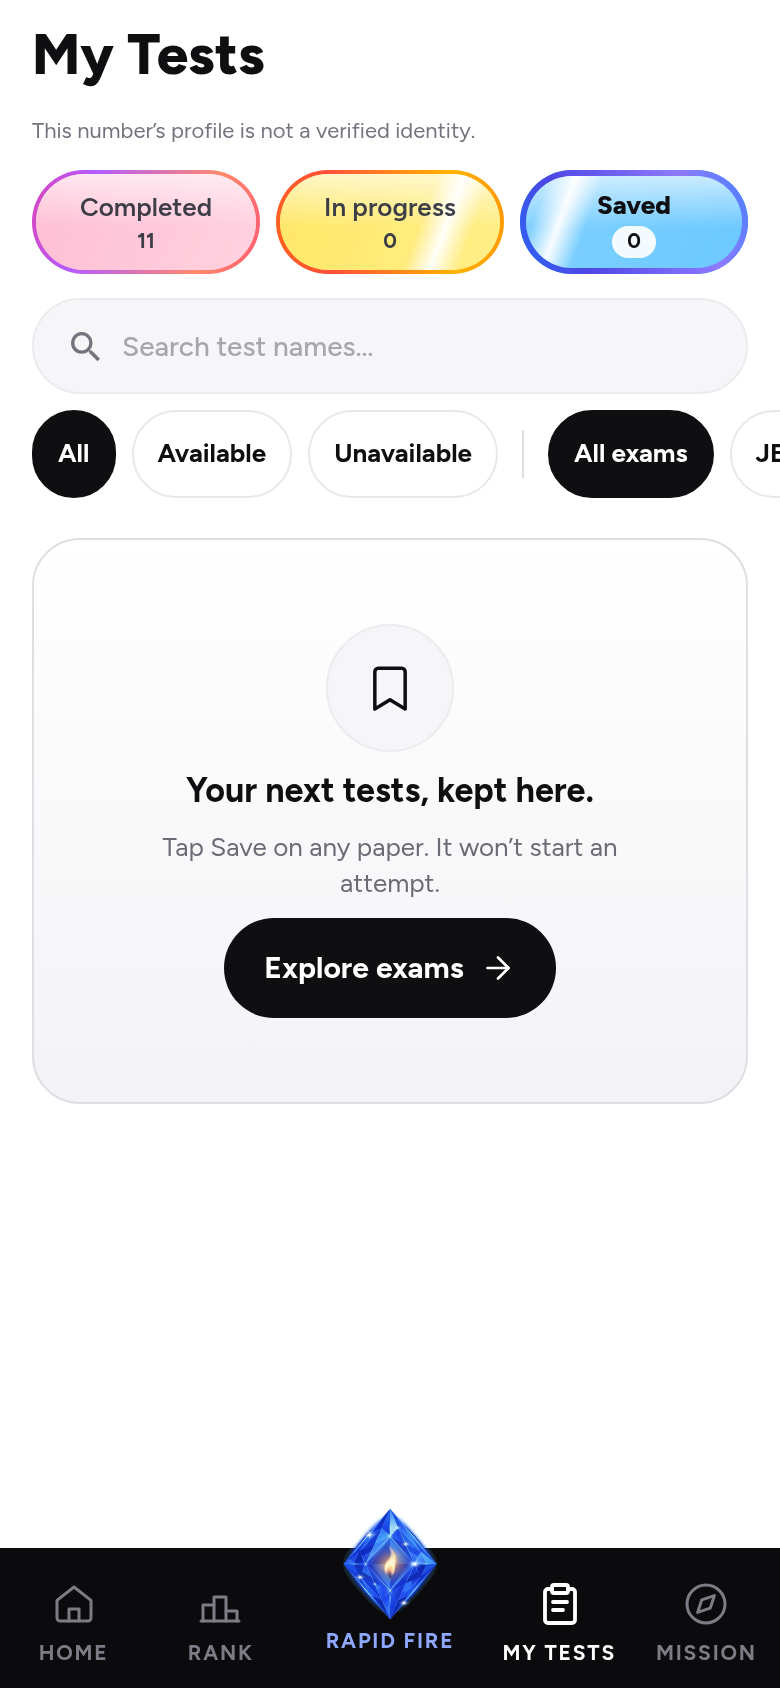 My Tests
This number’s profile is not a verified identity.
Completed
11
In progress
0
Saved
0
Search test names...
All
Available
Unavailable
All exams
Your next tests, kept here.
Tap Save on any paper. It won’t start an
attempt.
Explore exams
HOME
RANK
RAPID FIRE
MY TESTS
MISSION